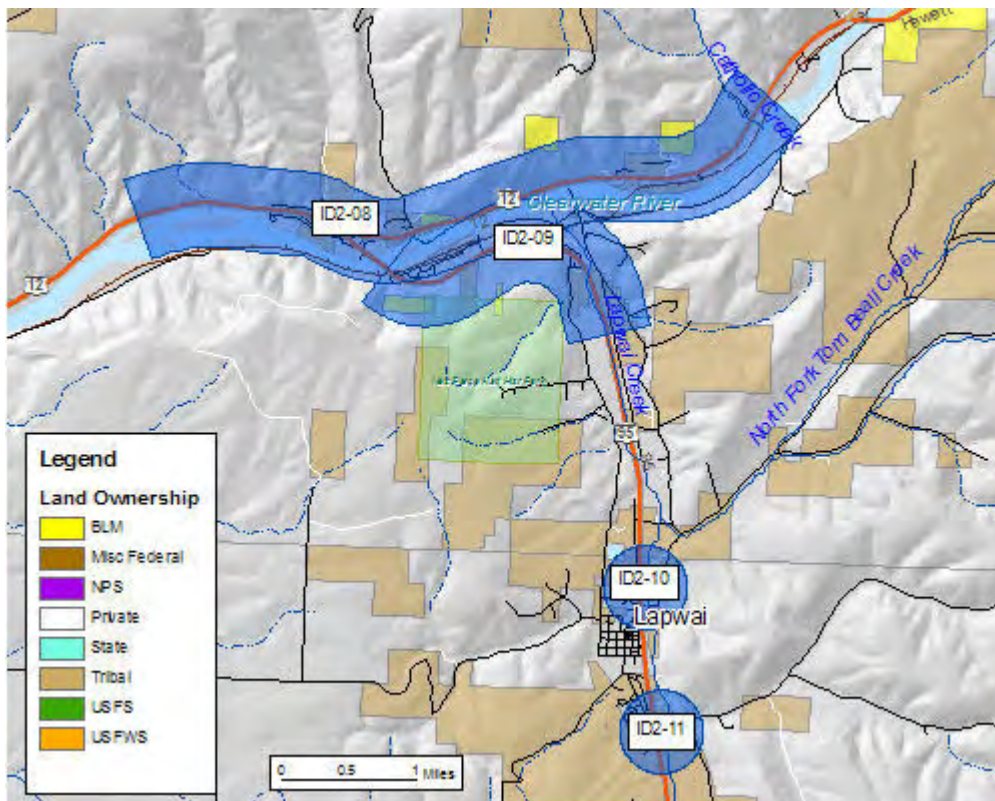 Hewett
Catholic Creek
ID2-08
12
Clearwater River
ID2-09
12
Lapwai Creek
North Fork Tom Beall Creek
95
Legend
Land Ownership
BLM
Misc Federal
NPS
Private
State
Tribal
USFS
USFWS
ID2-10
Lapwai
ID2-11
0 0.5 1 Miles